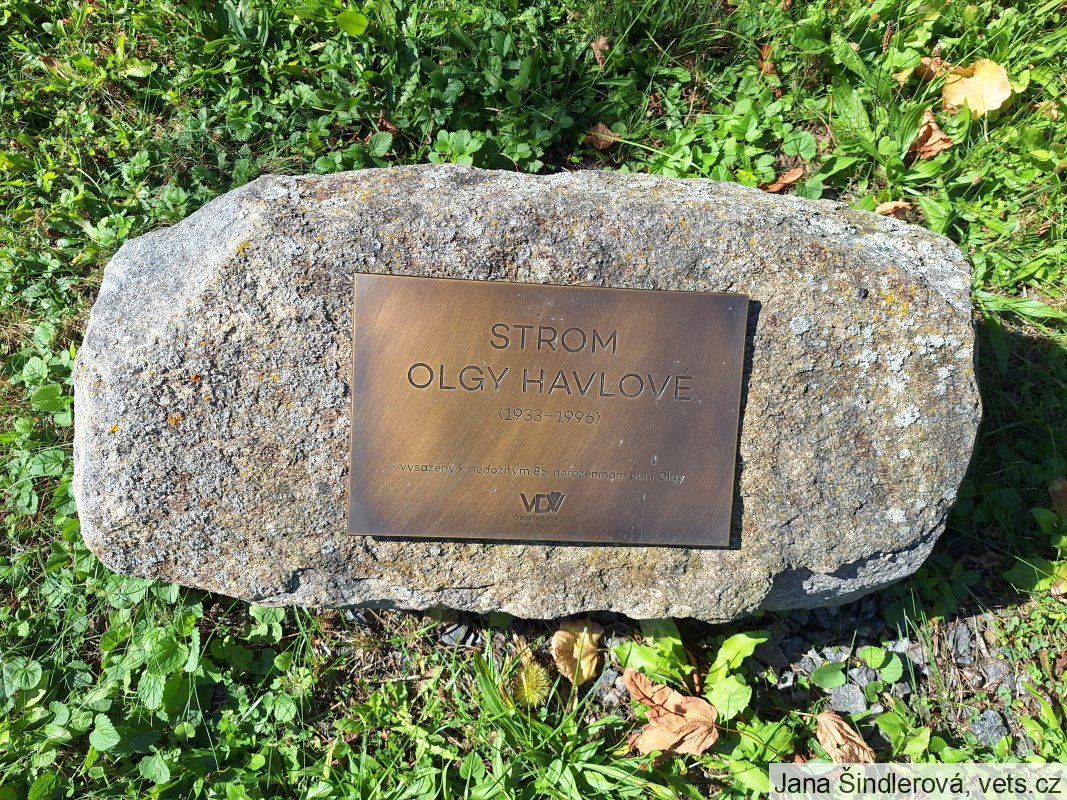 STROM
OLGY HAVLOVÉ
(1933–1996)
vysazený k nedožitým 85. narozeninám paní Olgy
VDV
Jana Šindlerová, vets.cz